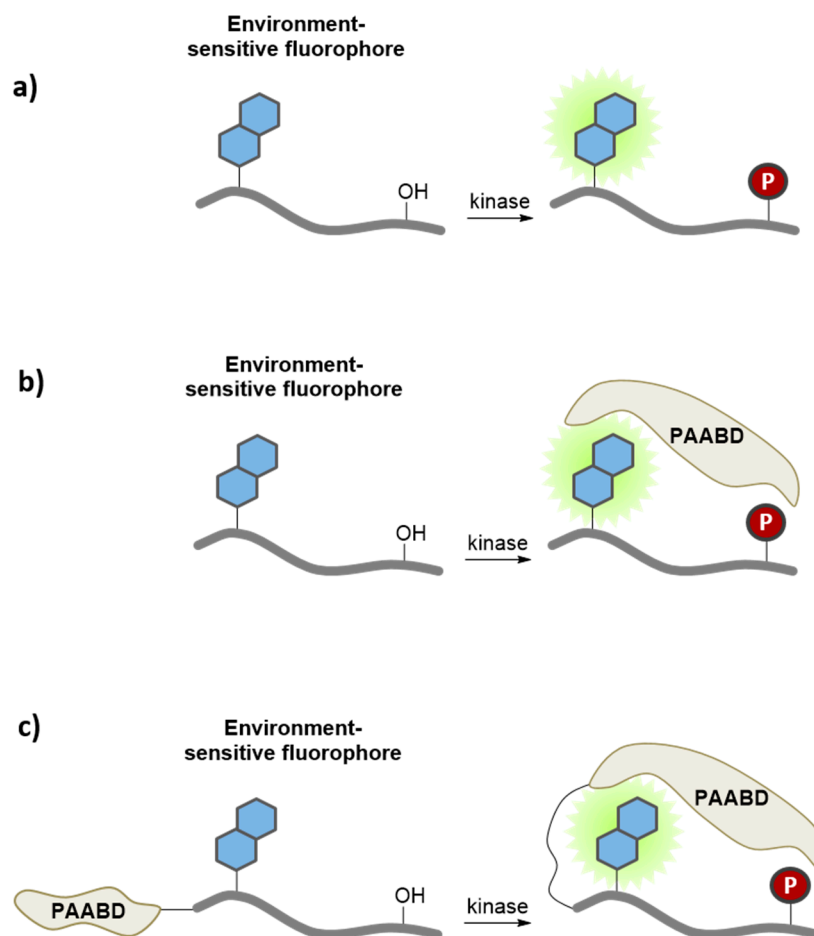 Environment-
sensitive fluorophore
a)
OH
kinase
P
Environment-
sensitive fluorophore
b)
PAABD
OH
kinase
P
Environment-
sensitive fluorophore
c)
PAABD
PAABD
OH
kinase
P